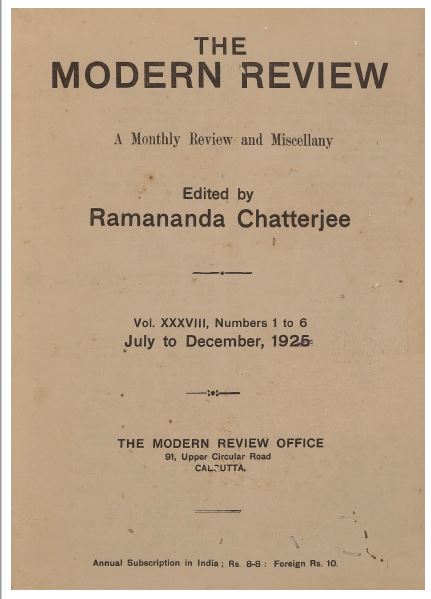 THE
MODERN REVIEW
A Monthly Review and Miscellany
Edited by
Ramananda Chatterjee
Vol. XXXVIII, Numbers 1 to 6
July to December, 1925
THE MODERN REVIEW OFFICE
91, Upper Circular Road
CALCUTTA.
Annual Subscription in India ; Rs. 8-8 : Foreign Rs. 10.